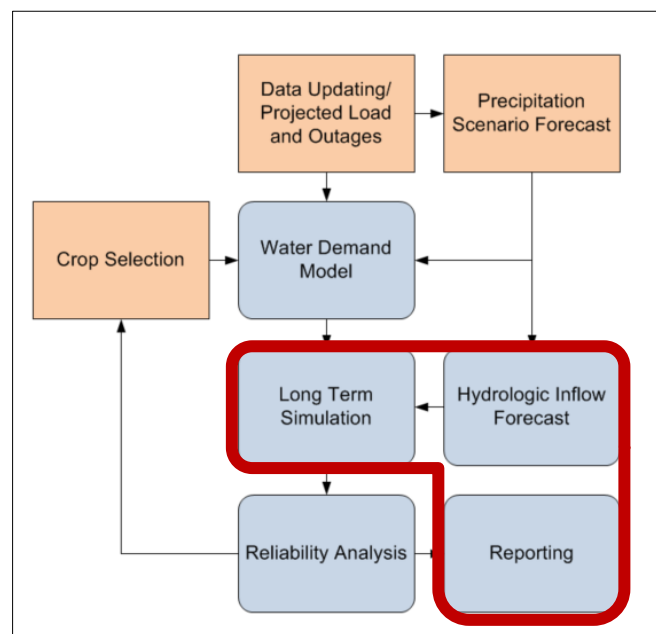 Data Updating/
Projected Load
and Outages
Precipitation
Scenario Forecast
Crop Selection
Water Demand
Model
Long Term
Simulation
Hydrologic Inflow
Forecast
Reliability Analysis
Reporting